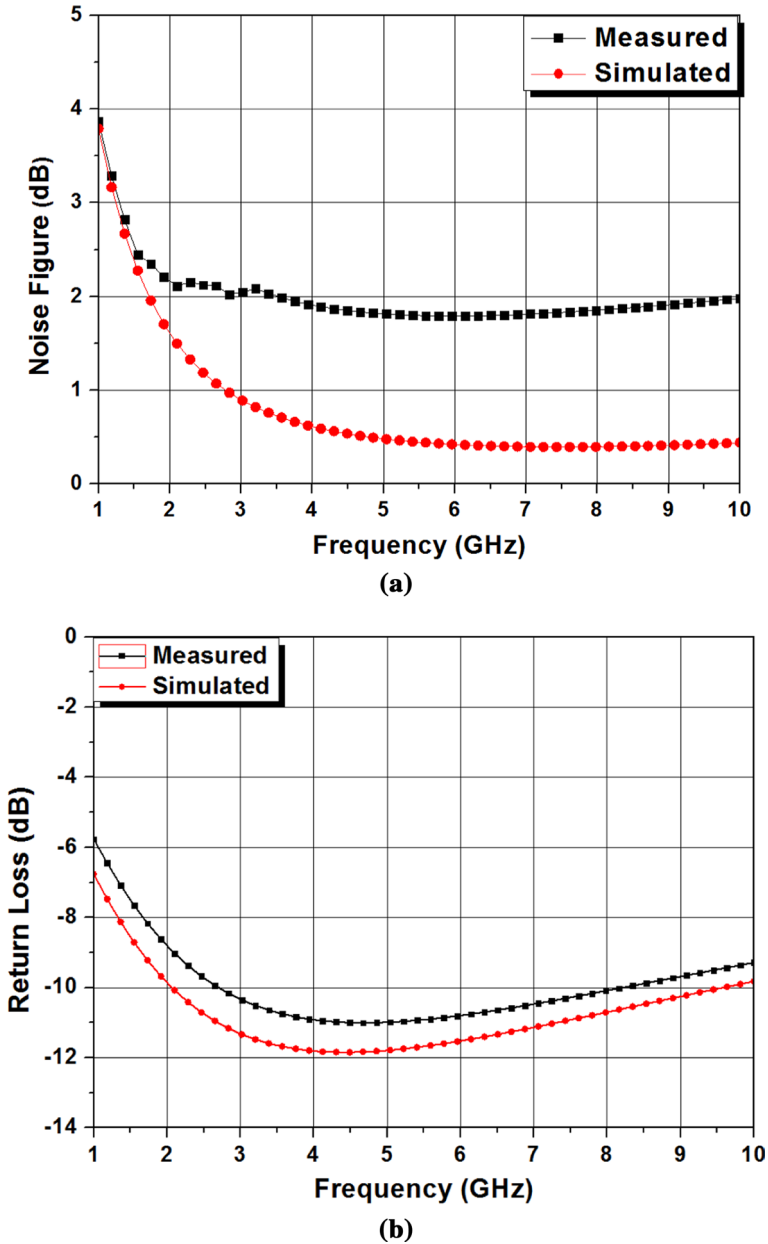 5
4
3
2
1
0
Noise Figure (dB)
Measured
Simulated
1 2 3 4 5 6 7 8 9 10
Frequency (GHz)
(a)
0
-2
-4
-6
-8
-10
-12
-14
Return Loss (dB)
Measured
Simulated
1 2 3 4 5 6 7 8 9 10
Frequency (GHz)
(b)